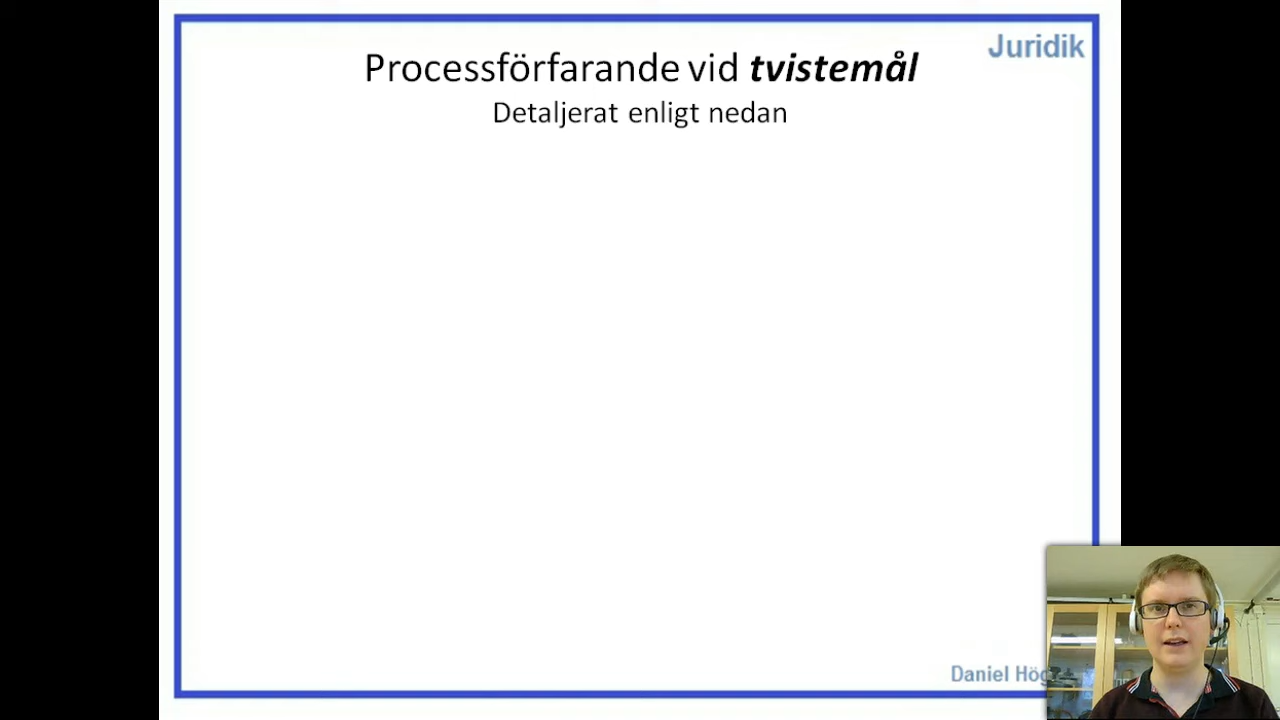 Juridik
Processförfarande vid tvistemål
Detaljerat enligt nedan
Daniel